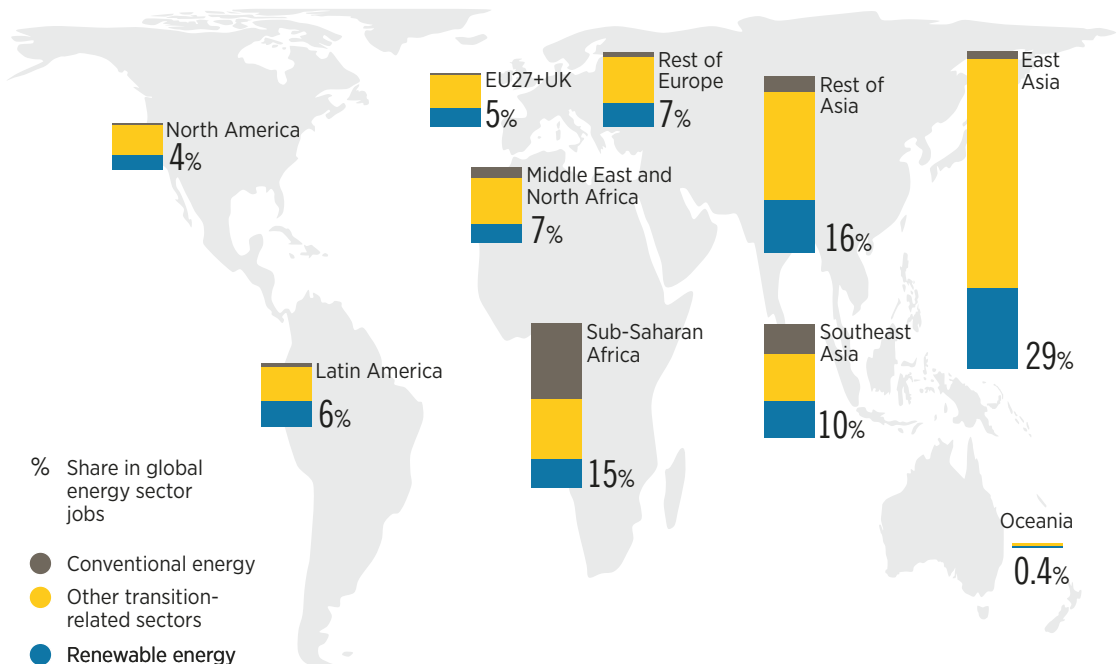 North America
4%
EU27+UK
5%
Rest of
Europe
7%
Rest of
Asia
16%
East
Asia
29%
Middle East and
North Africa
7%
Latin America
6%
Sub-Saharan
Africa
15%
Southeast
Asia
10%
Oceania
0.4%
% Share in global
energy sector
jobs
Conventional energy
Other transition-
related sectors
Renewable energy